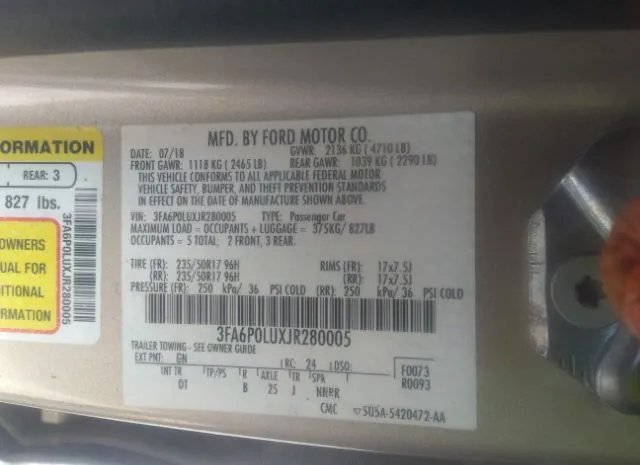 ORMATION
REAR: 3
827 lbs.
OWNERS
UAL FOR
DITIONAL
FORMATION
3FA6P0LUXJR280005
MFD. BY FORD MOTOR CO.
DATE: 07/18 GVWR: 2136 KG ( 4710 LB)
FRONT GAWR: 1118 KG ( 2465 LB) REAR GAWR: 1039 KG ( 2290 LB)
THIS VEHICLE CONFORMS TO ALL APPLICABLE FEDERAL MOTOR
VEHICLE SAFETY, BUMPER, AND THEFT PREVENTION STANDARDS
IN EFFECT ON THE DATE OF MANUFACTURE SHOWN ABOVE.
VIN: 3FA6P0LUXJR280005 TYPE: Passenger Car
MAXIMUM LOAD = OCCUPANTS + LUGGAGE = 375KG/ 827LB
OCCUPANTS = 5 TOTAL, 2 FRONT, 3 REAR.
TIRE (FR): 235/50R17 96H RIMS (FR): 17x7.5J
(RR): 235/50R17 96H (RR): 17x7.5J
PRESSURE (FR): 250 kPa/ 36 PSI COLD (RR): 250 kPa/ 36 PSI COLD
3FA6P0LUXJR280005
TRAILER TOWING - SEE OWNER GUIDE
EXT PNT: GN RC: 24 DSO: F0073
INT TR TP/PS R AXLE TR SPR R0093
DT B 25 J NNRR
CMC 5U5A-5420472-AA